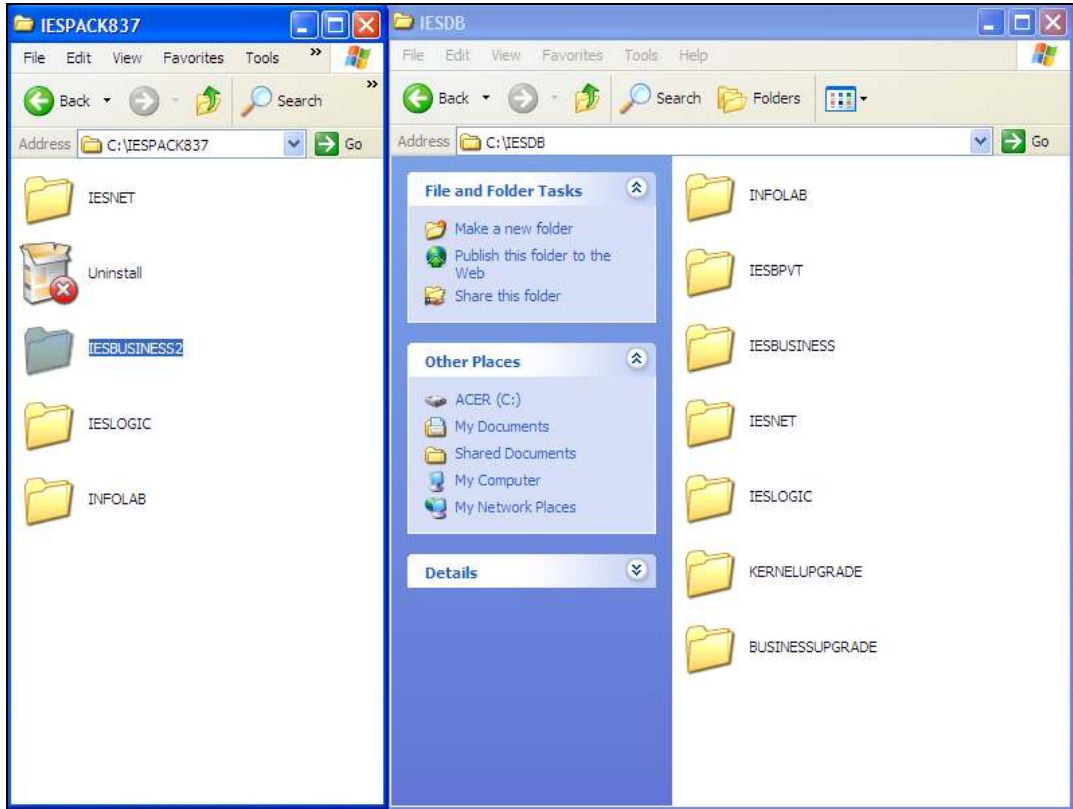 IESPACK837
File Edit View Favorites Tools »
Back Search »
Address C:\IESPACK837 Go
IESNET
Uninstall
IESBUSINESS2
IESLOGIC
INFOLAB
IESDB
File Edit View Favorites Tools Help
Back Search Folders
Address C:\IESDB Go
File and Folder Tasks
Make a new folder
Publish this folder to the
Web
Share this folder
Other Places
ACER (C:)
My Documents
Shared Documents
My Computer
My Network Places
Details
INFOLAB
IESBPVT
IESBUSINESS
IESNET
IESLOGIC
KERNELUPGRADE
BUSINESSUPGRADE